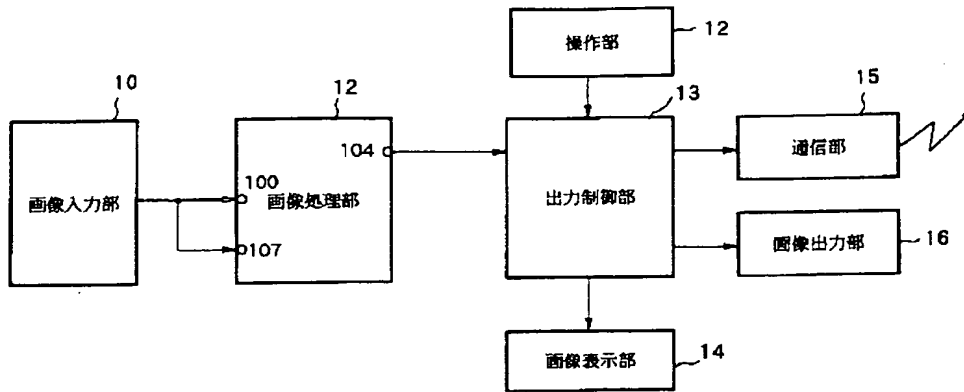 操作部
12
10
12
13
15
104
通信部
100
画像入力部
画像処理部
出力制御部
107
画像出力部
16
画像表示部
14